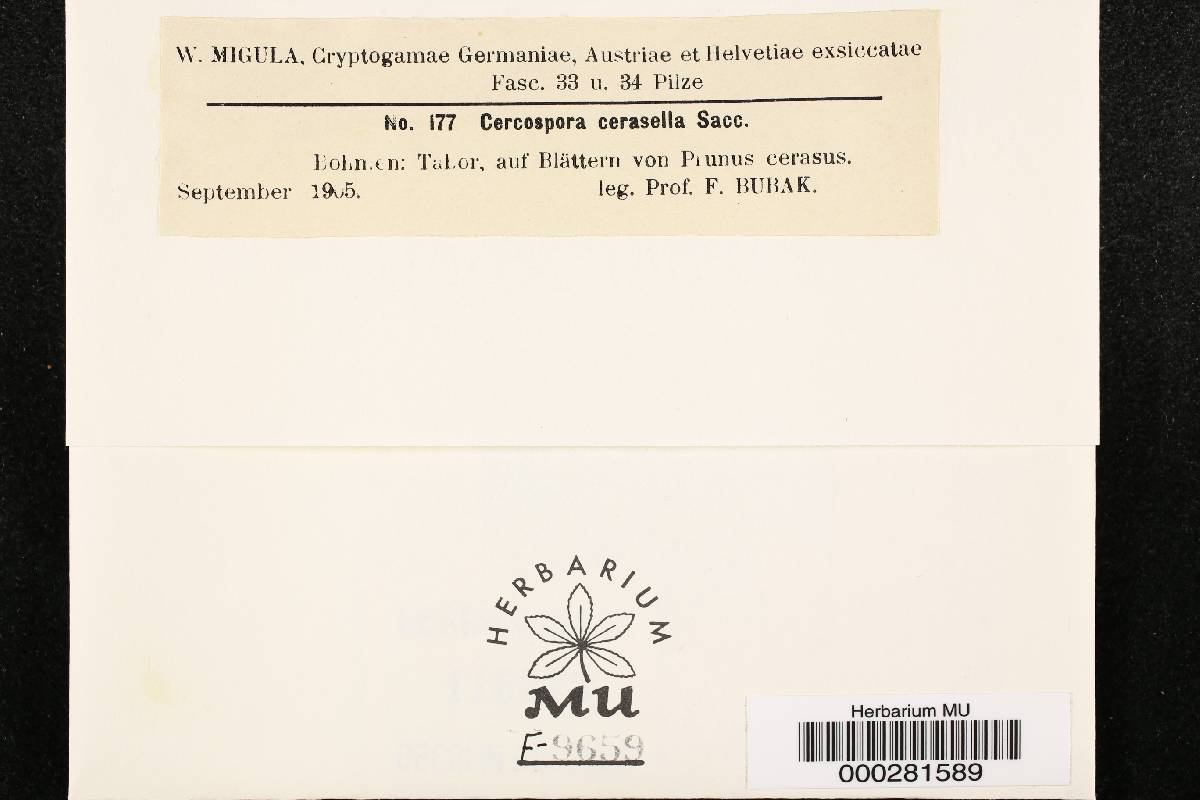 W. MIGULA, Cryptogamae Germaniae, Austriae et Helvetiae exsiccatae
Fasc. 33 u. 34 Pilze
No. 177 Cercospora cerasella Sacc.
Böhmen: Tabor, auf Blättern von Prunus cerasus.
September 1905. leg. Prof. F. BUBAK.
HERBARIUM
MU
F-9659
Herbarium MU
000281589